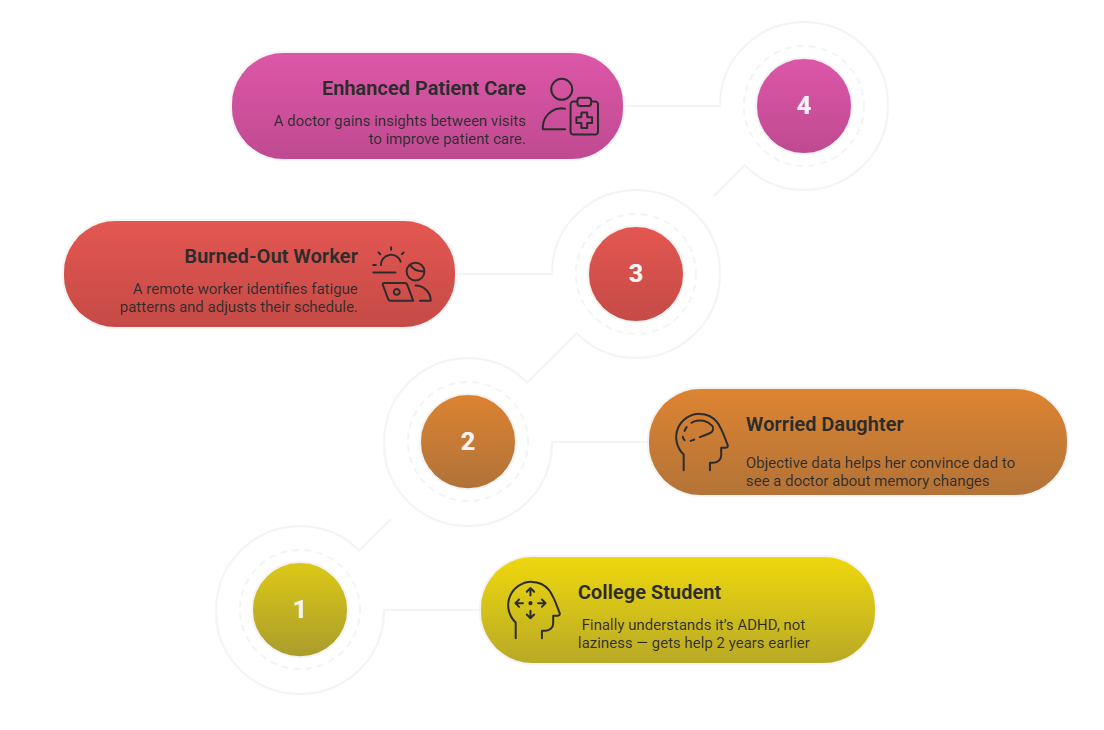 Enhanced Patient Care
A doctor gains insights between visits
to improve patient care.
4
Burned-Out Worker
A remote worker identifies fatigue
patterns and adjusts their schedule.
3
2
Worried Daughter
Objective data helps her convince dad to
see a doctor about memory changes
1
College Student
Finally understands it’s ADHD, not
laziness — gets help 2 years earlier